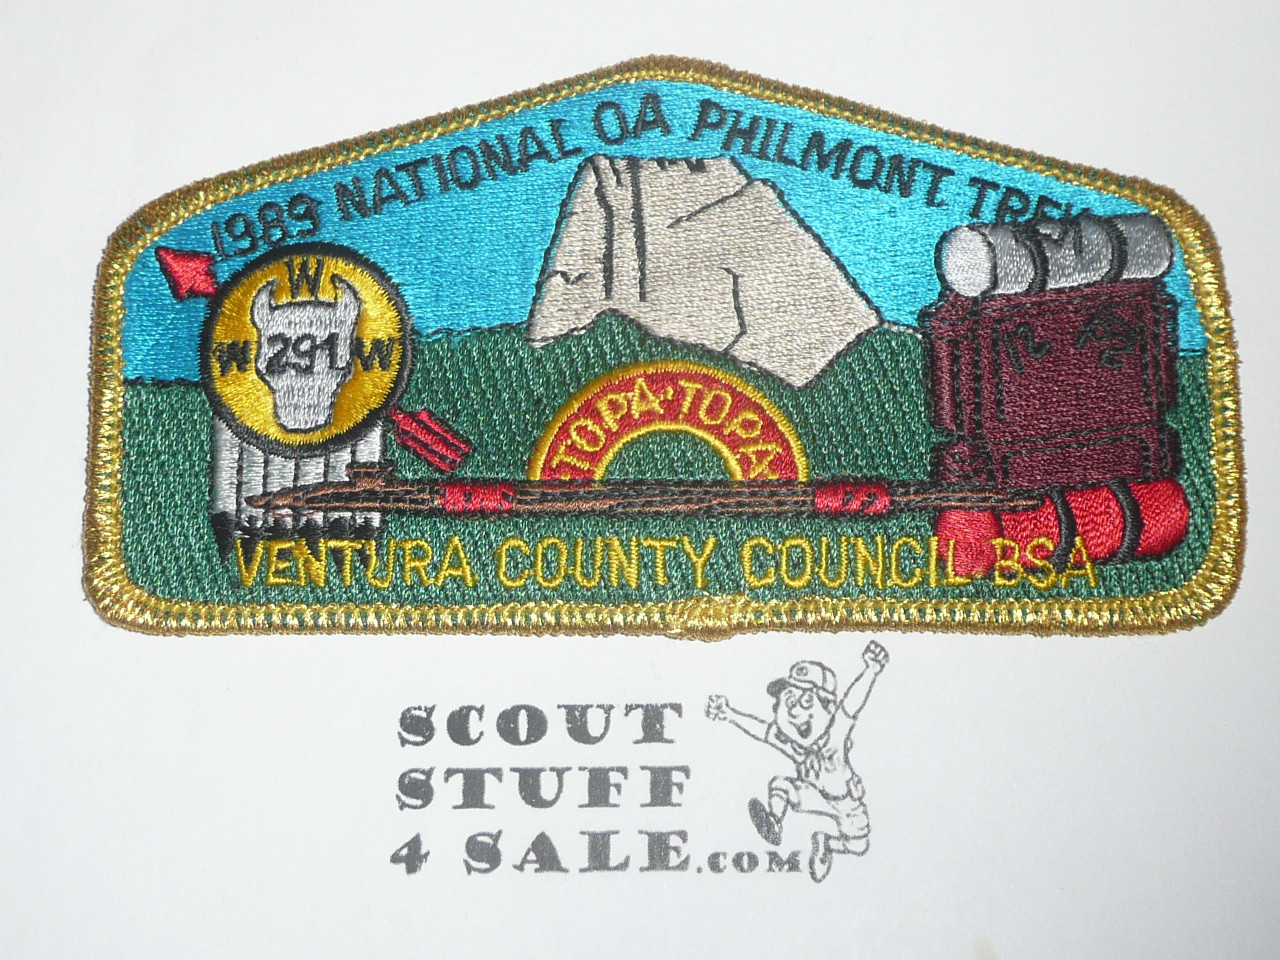 1989 NATIONAL OA PHILMONT TREK
W
W 291 W
TOPA-TOPA
VENTURA COUNTY COUNCIL BSA
SCOUT
STUFF
4 SALE.COM